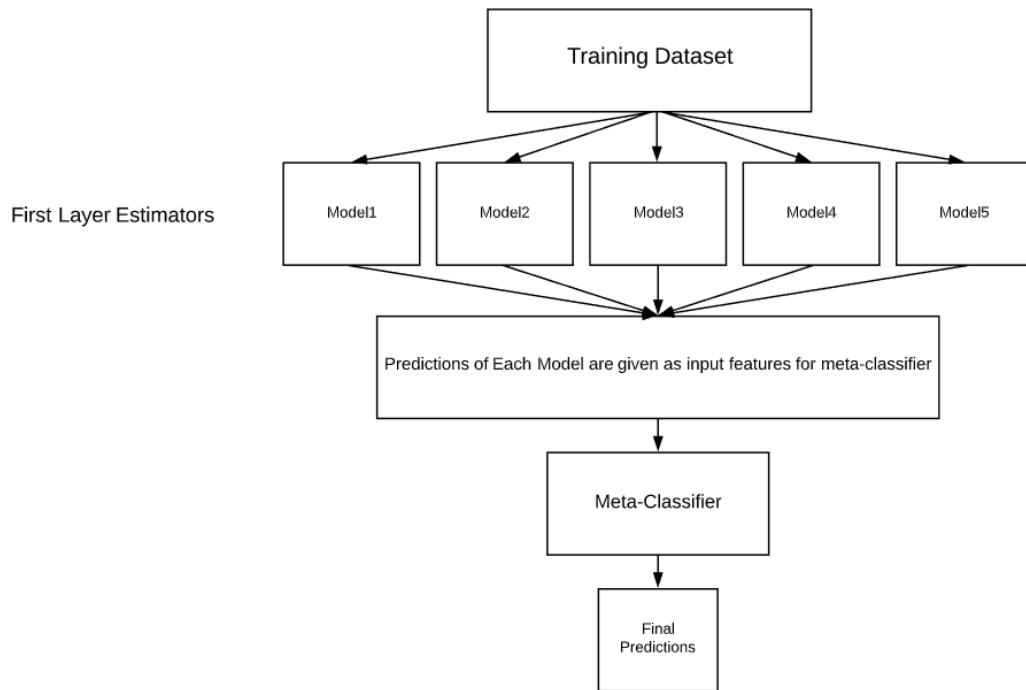 Training Dataset
First Layer Estimators
Model1
Model2
Model3
Model4
Model5
Predictions of Each Model are given as input features for meta-classifier
Meta-Classifier
Final
Predictions